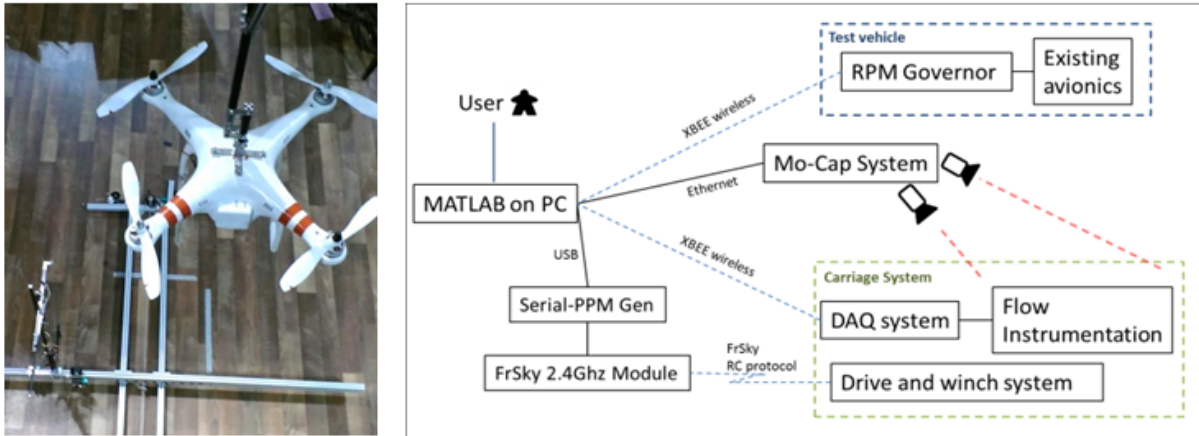 Test vehicle
RPM Governor
Existing
avionics
User
XBEE wireless
Mo-Cap System
Ethernet
MATLAB on PC
XBEE wireless
USB
Carriage System
Serial-PPM Gen
DAQ system
Flow
Instrumentation
FrSky
RC protocol
FrSky 2.4Ghz Module
Drive and winch system